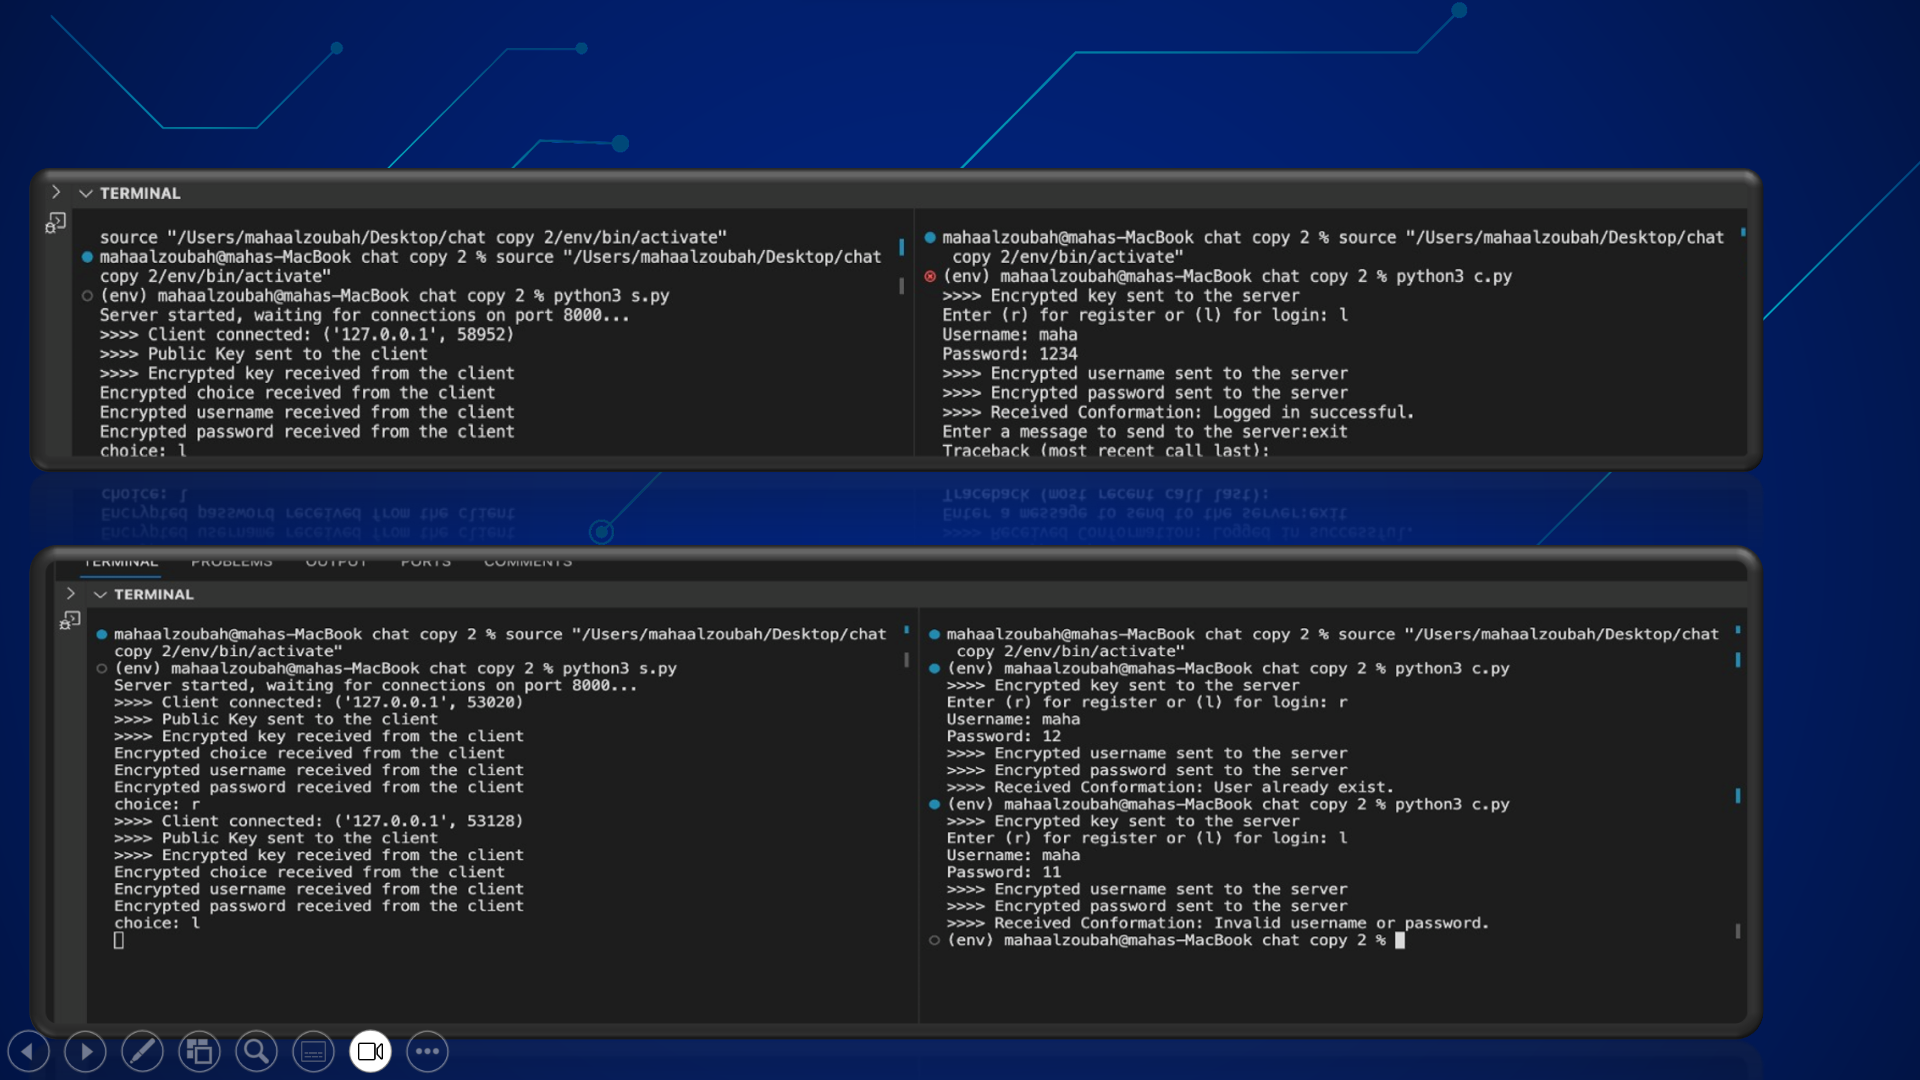 TERMINAL
source "/Users/mahaalzoubah/Desktop/chat copy 2/env/bin/activate"
mahaalzoubah@mahas-MacBook chat copy 2 % source "/Users/mahaalzoubah/Desktop/chat
copy 2/env/bin/activate"
(env) mahaalzoubah@mahas-MacBook chat copy 2 % python3 s.py
Server started, waiting for connections on port 8000...
>>>> Client connected: ('127.0.0.1', 58952)
>>>> Public Key sent to the client
>>>> Encrypted key received from the client
Encrypted choice received from the client
Encrypted username received from the client
Encrypted password received from the client
choice: l
mahaalzoubah@mahas-MacBook chat copy 2 % source "/Users/mahaalzoubah/Desktop/chat
copy 2/env/bin/activate"
(env) mahaalzoubah@mahas-MacBook chat copy 2 % python3 c.py
>>>> Encrypted key sent to the server
Enter (r) for register or (l) for login: l
Username: maha
Password: 1234
>>>> Encrypted username sent to the server
>>>> Encrypted password sent to the server
>>>> Received Conformation: Logged in successful.
Enter a message to send to the server:exit
Traceback (most recent call last):
TERMINAL PROBLEMS OUTPUT PORTS COMMENTS
TERMINAL
mahaalzoubah@mahas-MacBook chat copy 2 % source "/Users/mahaalzoubah/Desktop/chat
copy 2/env/bin/activate"
(env) mahaalzoubah@mahas-MacBook chat copy 2 % python3 s.py
Server started, waiting for connections on port 8000...
>>>> Client connected: ('127.0.0.1', 53020)
>>>> Public Key sent to the client
>>>> Encrypted key received from the client
Encrypted choice received from the client
Encrypted username received from the client
Encrypted password received from the client
choice: r
>>>> Client connected: ('127.0.0.1', 53128)
>>>> Public Key sent to the client
>>>> Encrypted key received from the client
Encrypted choice received from the client
Encrypted username received from the client
Encrypted password received from the client
choice: l
mahaalzoubah@mahas-MacBook chat copy 2 % source "/Users/mahaalzoubah/Desktop/chat
copy 2/env/bin/activate"
(env) mahaalzoubah@mahas-MacBook chat copy 2 % python3 c.py
>>>> Encrypted key sent to the server
Enter (r) for register or (l) for login: r
Username: maha
Password: 12
>>>> Encrypted username sent to the server
>>>> Encrypted password sent to the server
>>>> Received Conformation: User already exist.
(env) mahaalzoubah@mahas-MacBook chat copy 2 % python3 c.py
>>>> Encrypted key sent to the server
Enter (r) for register or (l) for login: l
Username: maha
Password: 11
>>>> Encrypted username sent to the server
>>>> Encrypted password sent to the server
>>>> Received Conformation: Invalid username or password.
(env) mahaalzoubah@mahas-MacBook chat copy 2 %